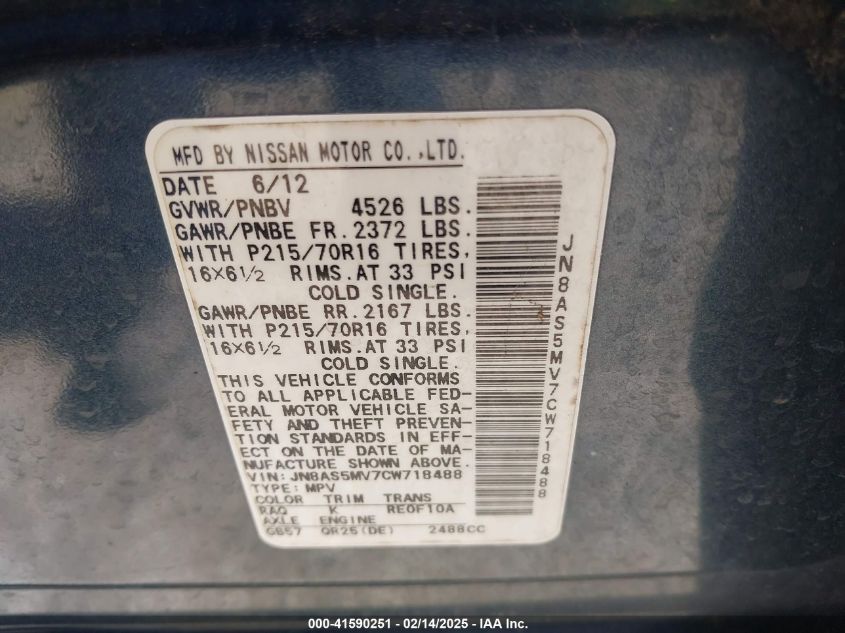 MFD BY NISSAN MOTOR CO.,LTD.
DATE 6/12
GVWR/PNBV 4526 LBS.
GAWR/PNBE FR.2372 LBS.
WITH P215/70R16 TIRES,
16×6½ RIMS.AT 33 PSI
COLD SINGLE.
GAWR/PNBE RR.2167 LBS.
WITH P215/70R16 TIRES,
16×6½ RIMS.AT 33 PSI
COLD SINGLE.
THIS VEHICLE CONFORMS
TO ALL APPLICABLE FED-
ERAL MOTOR VEHICLE SA-
FETY AND THEFT PREVEN-
TION STANDARDS IN EFF-
ECT ON THE DATE OF MA-
NUFACTURE SHOWN ABOVE.
VIN: JN8AS5MV7CW718488
TYPE: MPV
COLOR TRIM TRANS
RAQ K RE0F10A
AXLE ENGINE
GB57 QR25(DE) 2488CC
JN8AS5MV7CW718488
000-41590251 - 02/14/2025 - IAA Inc.